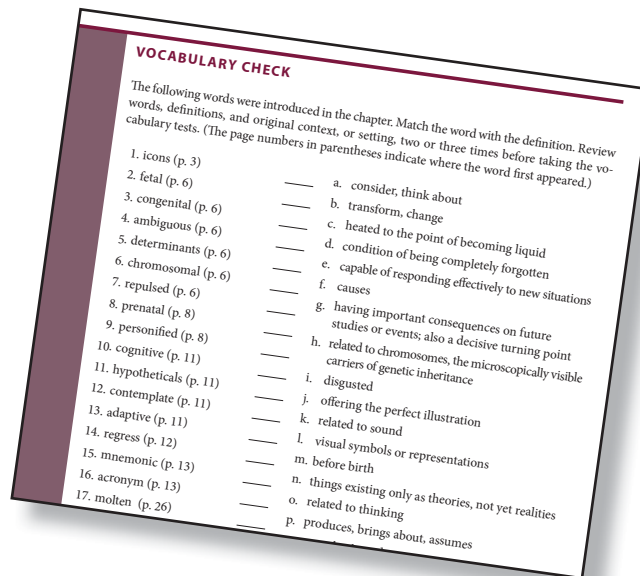 VOCABULARY CHECK
The following words were introduced in the chapter. Match the word with the definition. Review
words, definitions, and original context, or setting, two or three times before taking the vo-
cabulary tests. (The page numbers in parentheses indicate where the word first appeared.)
1. icons (p. 3)
2. fetal (p. 6)
3. congenital (p. 6)
4. ambiguous (p. 6)
5. determinants (p. 6)
6. chromosomal (p. 6)
7. repulsed (p. 6)
8. prenatal (p. 8)
9. personified (p. 8)
10. cognitive (p. 11)
11. hypotheticals (p. 11)
12. contemplate (p. 11)
13. adaptive (p. 11)
14. regress (p. 12)
15. mnemonic (p. 13)
16. acronym (p. 13)
17. molten (p. 26)
a. consider, think about
b. transform, change
c. heated to the point of becoming liquid
d. condition of being completely forgotten
e. capable of responding effectively to new situations
f. causes
g. having important consequences on future
studies or events; also a decisive turning point
h. related to chromosomes, the microscopically visible
carriers of genetic inheritance
i. disgusted
j. offering the perfect illustration
k. related to sound
l. visual symbols or representations
m. before birth
n. things existing only as theories, not yet realities
o. related to thinking
p. produces, brings about, assumes